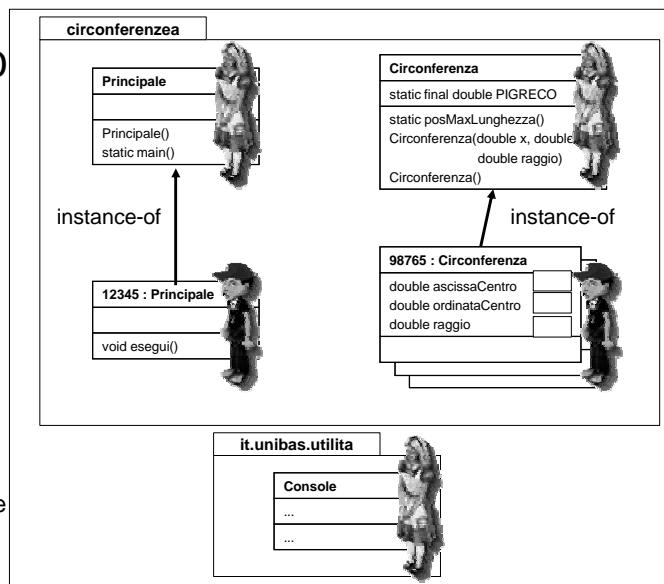 circonferenzea
Principale
Principale()
static main()
instance-of
12345 : Principale
void esegui()
Circonferenza
static final double PIGRECO
static posMaxLunghezza()
Circonferenza(double x, double
double raggio)
Circonferenza()
instance-of
98765 : Circonferenza
double ascissaCentro
double ordinataCentro
double raggio
it.unibas.utilita
Console
...
...